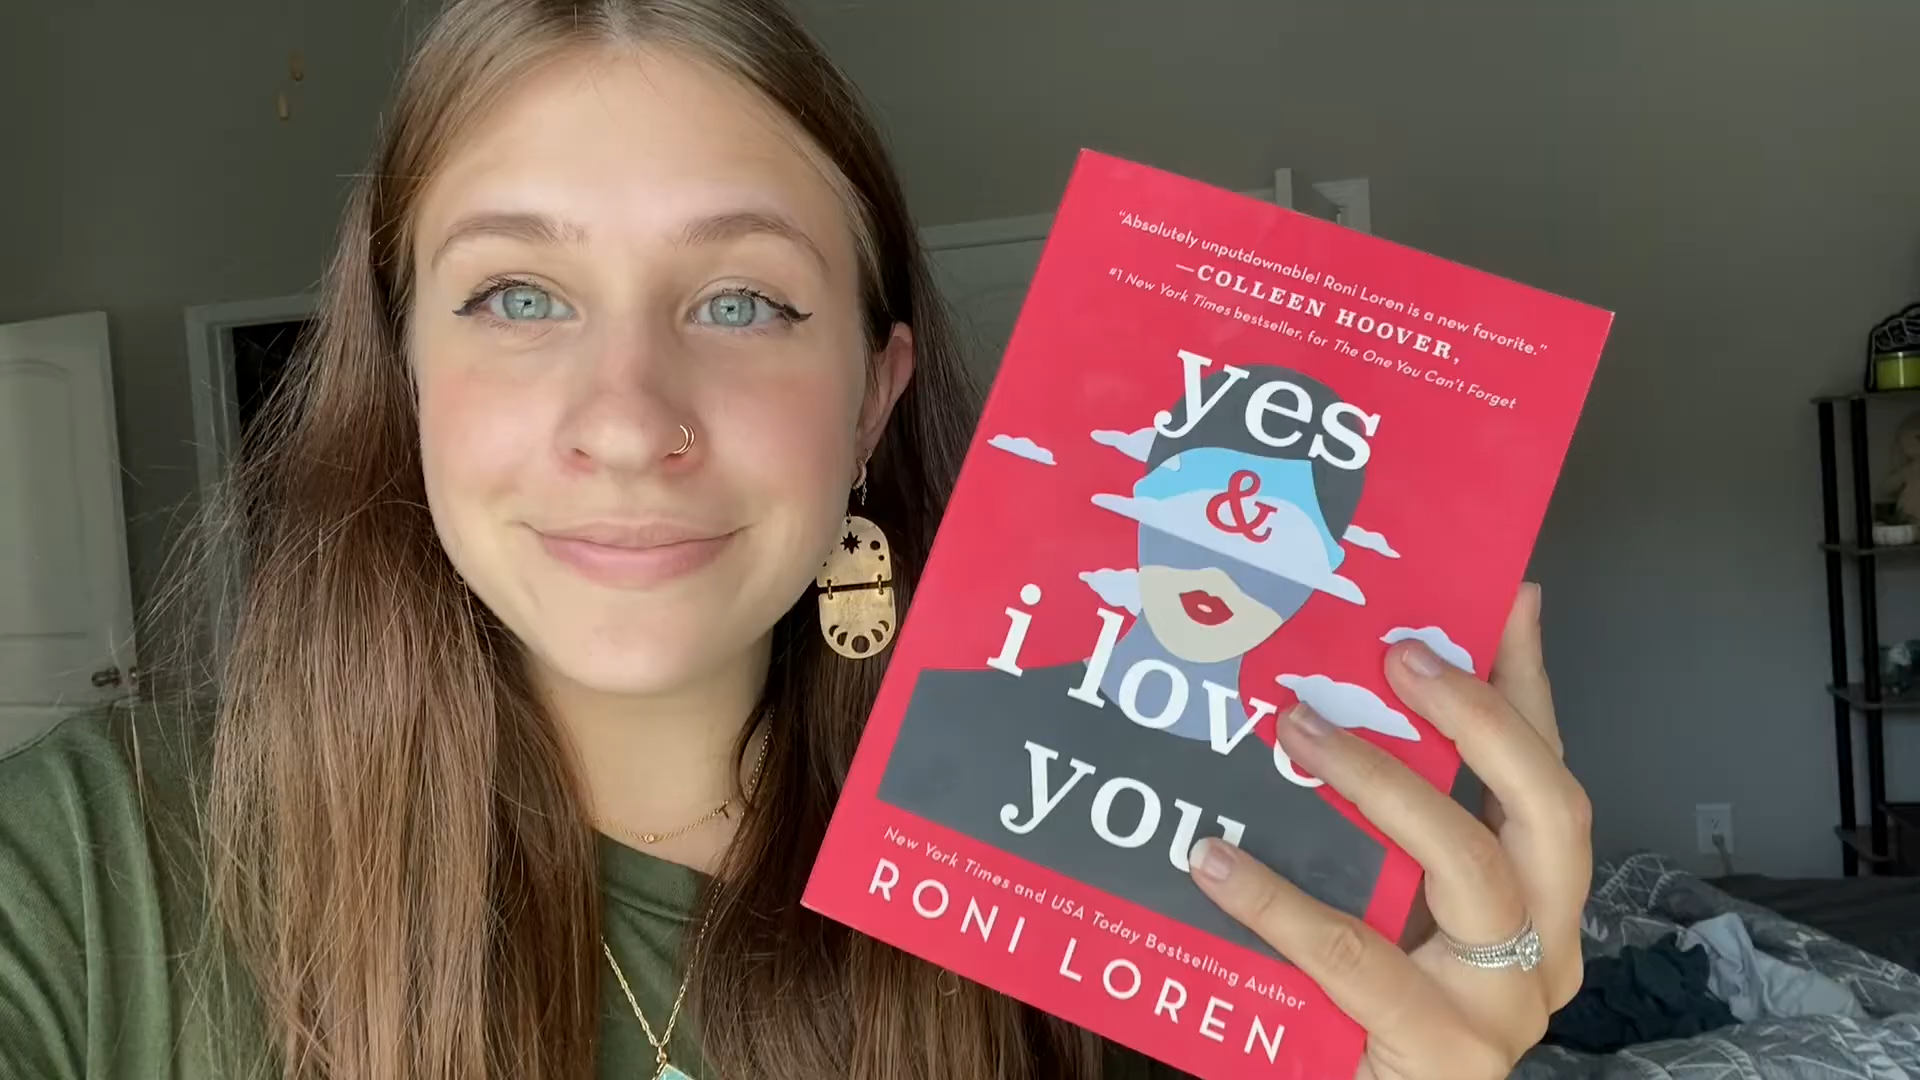 "Absolutely unputdownable! Roni Loren is a new favorite."
—COLLEEN HOOVER,
#1 New York Times bestseller, for The One You Can't Forget
yes
&
i love
you
New York Times and USA Today Bestselling Author
RONI LOREN